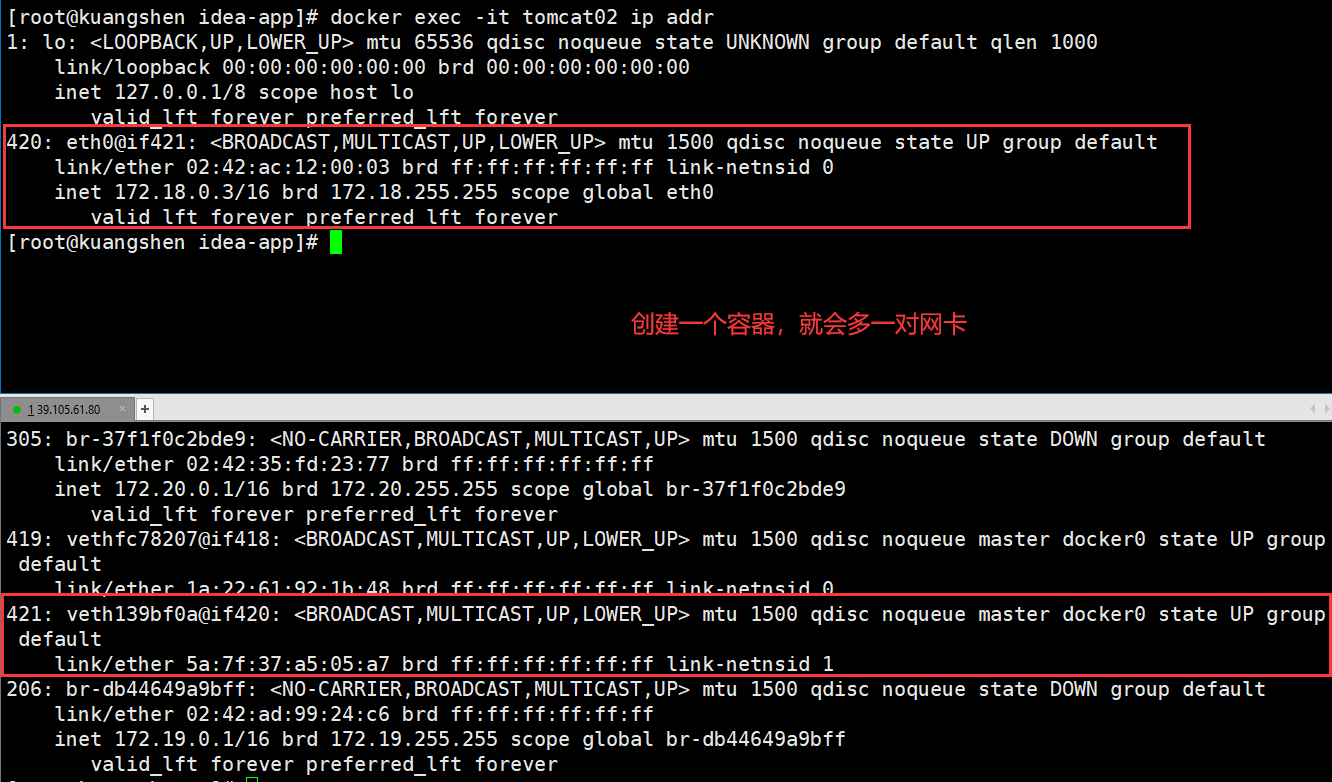 [root@kuangshen idea-app]# docker exec -it tomcat02 ip addr
1: lo: <LOOPBACK,UP,LOWER_UP> mtu 65536 qdisc noqueue state UNKNOWN group default qlen 1000
    link/loopback 00:00:00:00:00:00 brd 00:00:00:00:00:00
    inet 127.0.0.1/8 scope host lo
       valid_lft forever preferred_lft forever
420: eth0@if421: <BROADCAST,MULTICAST,UP,LOWER_UP> mtu 1500 qdisc noqueue state UP group default
    link/ether 02:42:ac:12:00:03 brd ff:ff:ff:ff:ff:ff link-netnsid 0
    inet 172.18.0.3/16 brd 172.18.255.255 scope global eth0
       valid_lft forever preferred_lft forever
[root@kuangshen idea-app]#
创建一个容器，就会多一对网卡
1 39.105.61.80 × +
305: br-37f1f0c2bde9: <NO-CARRIER,BROADCAST,MULTICAST,UP> mtu 1500 qdisc noqueue state DOWN group default
    link/ether 02:42:35:fd:23:77 brd ff:ff:ff:ff:ff:ff
    inet 172.20.0.1/16 brd 172.20.255.255 scope global br-37f1f0c2bde9
       valid_lft forever preferred_lft forever
419: vethfc78207@if418: <BROADCAST,MULTICAST,UP,LOWER_UP> mtu 1500 qdisc noqueue master docker0 state UP group
 default
    link/ether 1a:22:61:92:1b:48 brd ff:ff:ff:ff:ff:ff link-netnsid 0
421: veth139bf0a@if420: <BROADCAST,MULTICAST,UP,LOWER_UP> mtu 1500 qdisc noqueue master docker0 state UP group
 default
    link/ether 5a:7f:37:a5:05:a7 brd ff:ff:ff:ff:ff:ff link-netnsid 1
206: br-db44649a9bff: <NO-CARRIER,BROADCAST,MULTICAST,UP> mtu 1500 qdisc noqueue state DOWN group default
    link/ether 02:42:ad:99:24:c6 brd ff:ff:ff:ff:ff:ff
    inet 172.19.0.1/16 brd 172.19.255.255 scope global br-db44649a9bff
       valid_lft forever preferred_lft forever